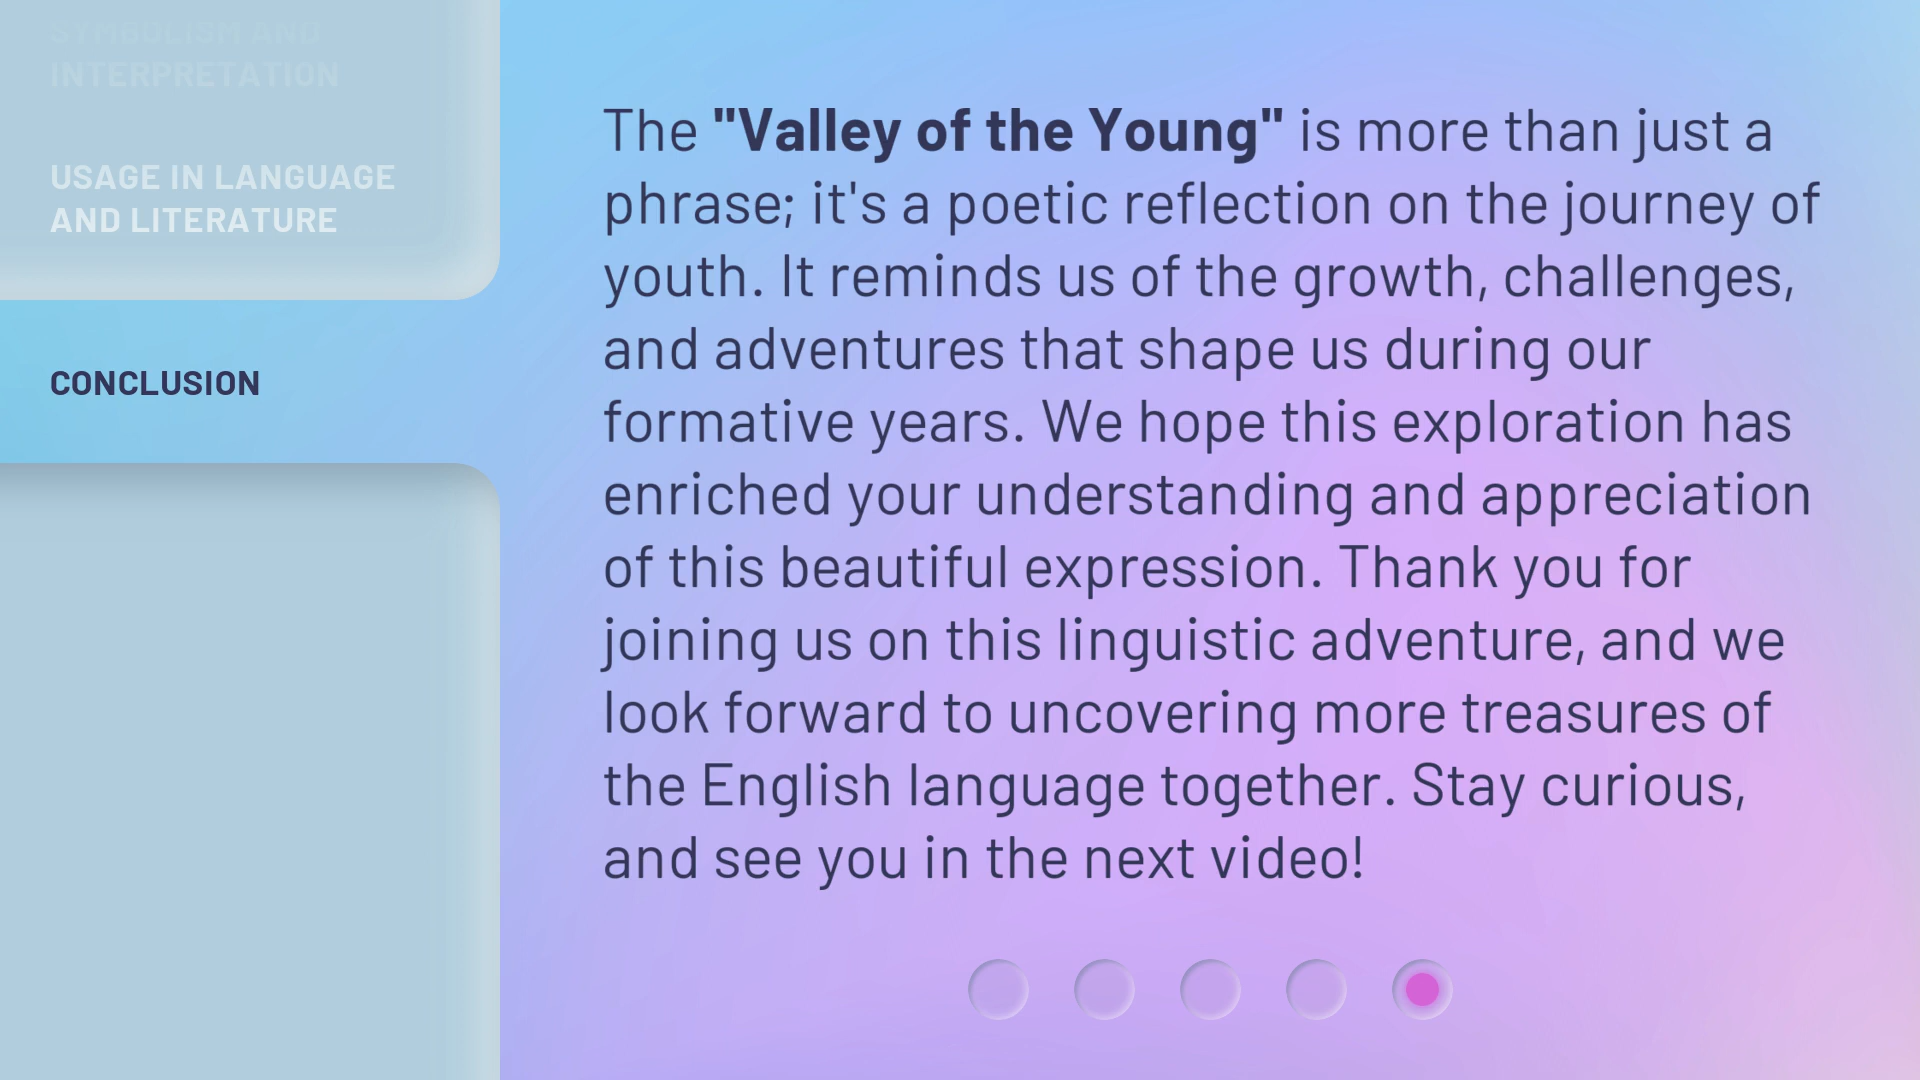 SYMBOLISM AND
INTERPRETATION
USAGE IN LANGUAGE
AND LITERATURE
CONCLUSION
The "Valley of the Young" is more than just a
phrase; it's a poetic reflection on the journey of
youth. It reminds us of the growth, challenges,
and adventures that shape us during our
formative years. We hope this exploration has
enriched your understanding and appreciation
of this beautiful expression. Thank you for
joining us on this linguistic adventure, and we
look forward to uncovering more treasures of
the English language together. Stay curious,
and see you in the next video!